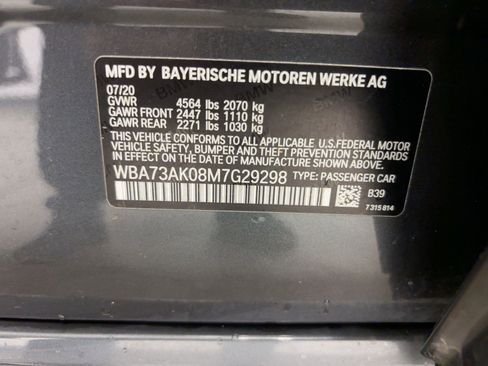 MFD BY BAYERISCHE MOTOREN WERKE AG
07/20
GVWR 4564 lbs 2070 kg
GAWR FRONT 2447 lbs 1110 kg
GAWR REAR 2271 lbs 1030 kg
THIS VEHICLE CONFORMS TO ALL APPLICABLE U.S.FEDERAL MOTOR
VEHICLE SAFETY, BUMPER AND THEFT PREVENTION STANDARDS
IN EFFECT ON THE DATE OF MANUFACTURE SHOWN ABOVE.
WBA73AK08M7G29298 TYPE: PASSENGER CAR
B39
7315814